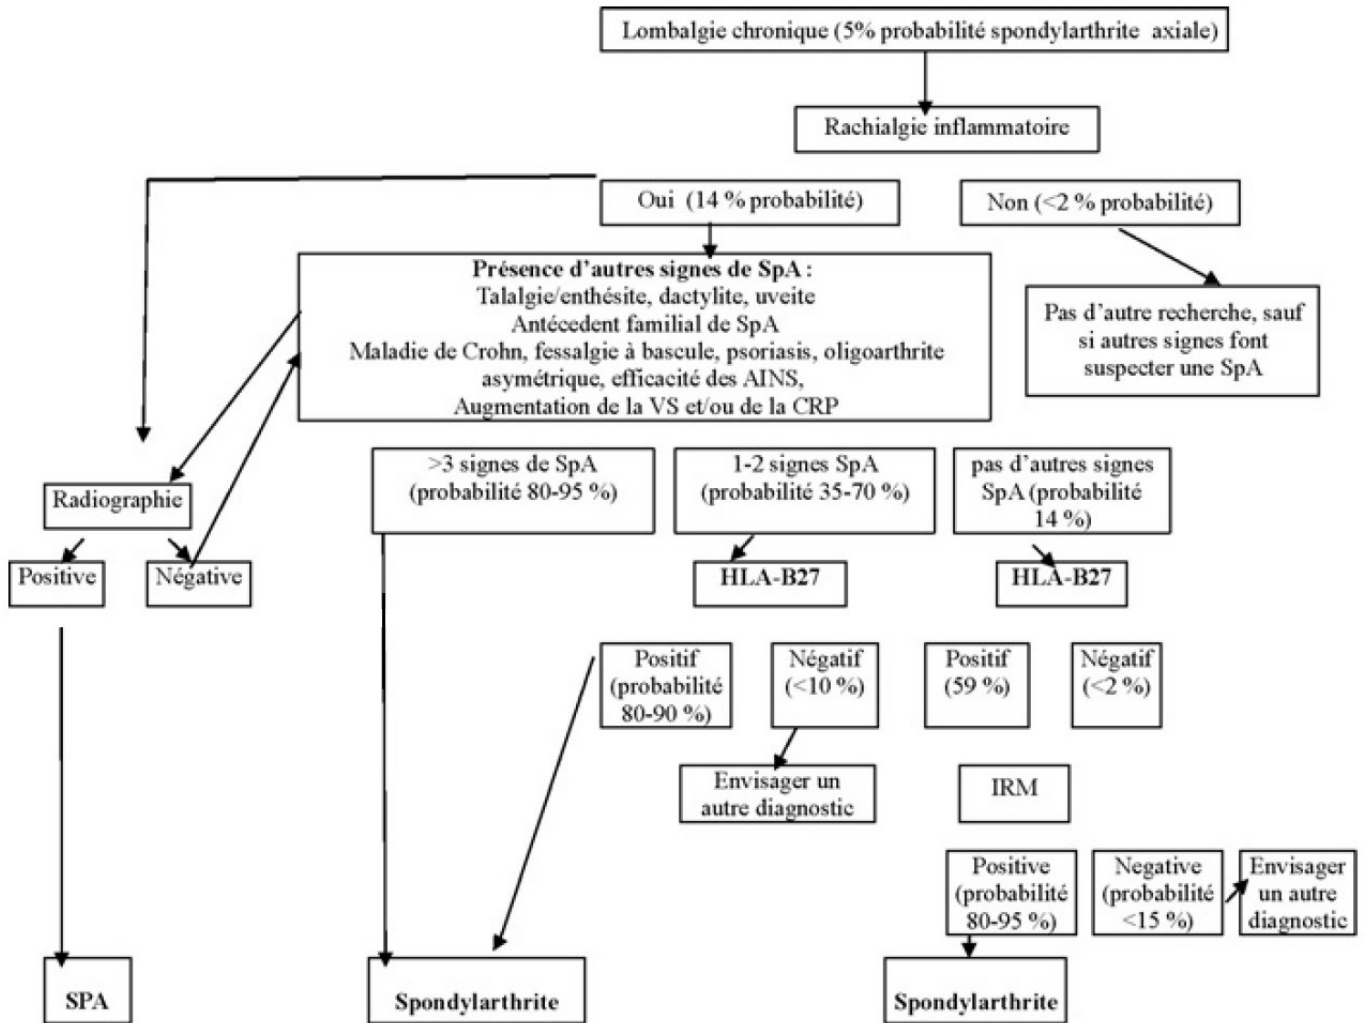 Lombalgie chronique (5% probabilité spondylarthrite axiale)
Rachialgie inflammatoire
Oui (14 % probabilité)
Non (<2 % probabilité)
Présence d'autres signes de SpA :
Talalgie/enthésite, dactylite, uveite
Antécedent familial de SpA
Maladie de Crohn, fessalgie à bascule, psoriasis, oligoarthrite
asymétrique, efficacité des AINS,
Augmentation de la VS et/ou de la CRP
Pas d'autre recherche, sauf
si autres signes font
suspecter une SpA
>3 signes de SpA
(probabilité 80-95 %)
1-2 signes SpA
(probabilité 35-70 %)
pas d'autres signes
SpA (probabilité
14 %)
Radiographie
Positive
Négative
HLA-B27
HLA-B27
Positif
(probabilité
80-90 %)
Négatif
(<10 %)
Positif
(59 %)
Négatif
(<2 %)
Envisager un
autre diagnostic
IRM
Positive
(probabilité
80-95 %)
Negative
(probabilité
<15 %)
Envisager
un autre
diagnostic
SPA
Spondylarthrite
Spondylarthrite